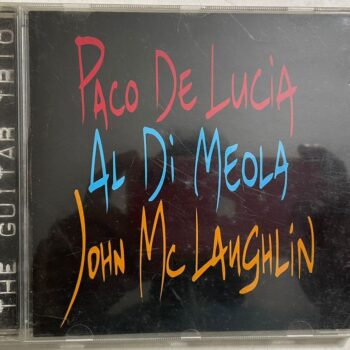 THE GUITAR TRIO
PACO DE LUCIA
AL DI MEOLA
JOHN MC LAUGHLIN